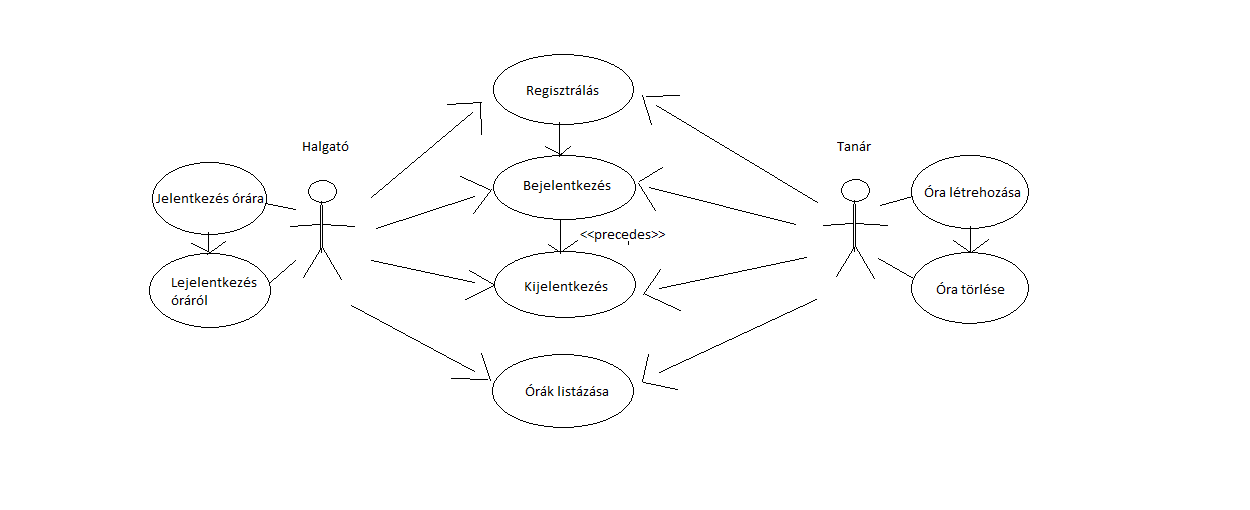 Regisztrálás
Halgató
Tanár
Jelentkezés órára
Bejelentkezés
Óra létrehozása
<<precedes>>
Lejelentkezés
óráról
Kijelentkezés
Óra törlése
Órák listázása